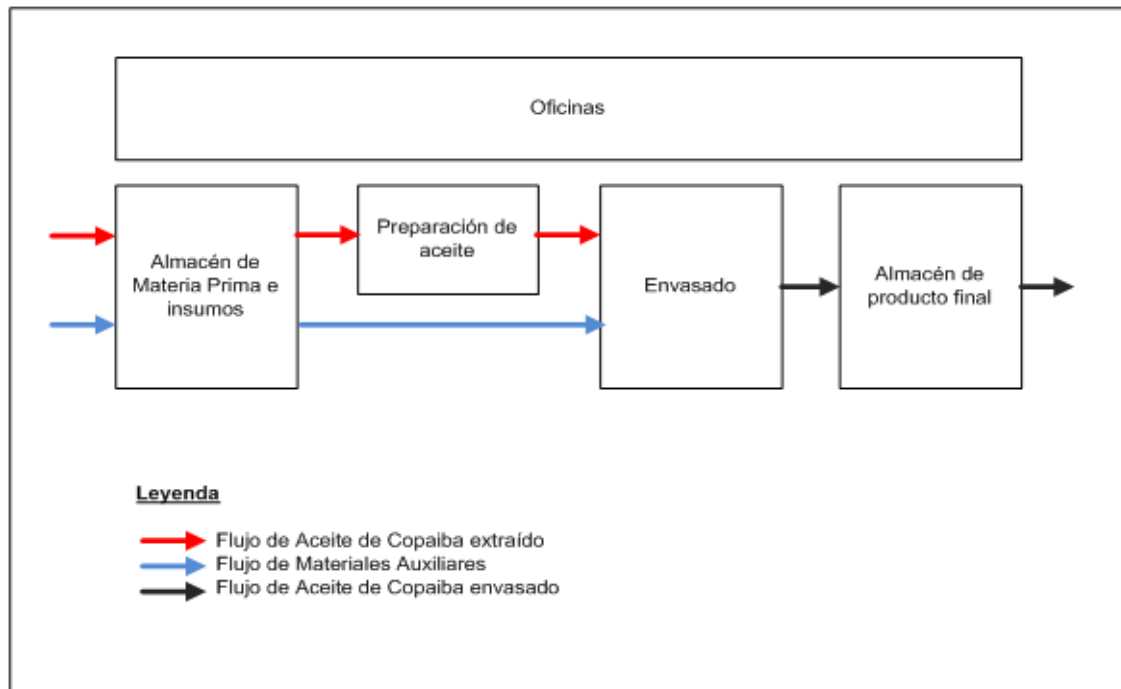 Oficinas
Almacén de
Materia Prima e
insumos
Preparación de
aceite
Envasado
Almacén de
producto final
Leyenda
Flujo de Aceite de Copaiba extraído
Flujo de Materiales Auxiliares
Flujo de Aceite de Copaiba envasado